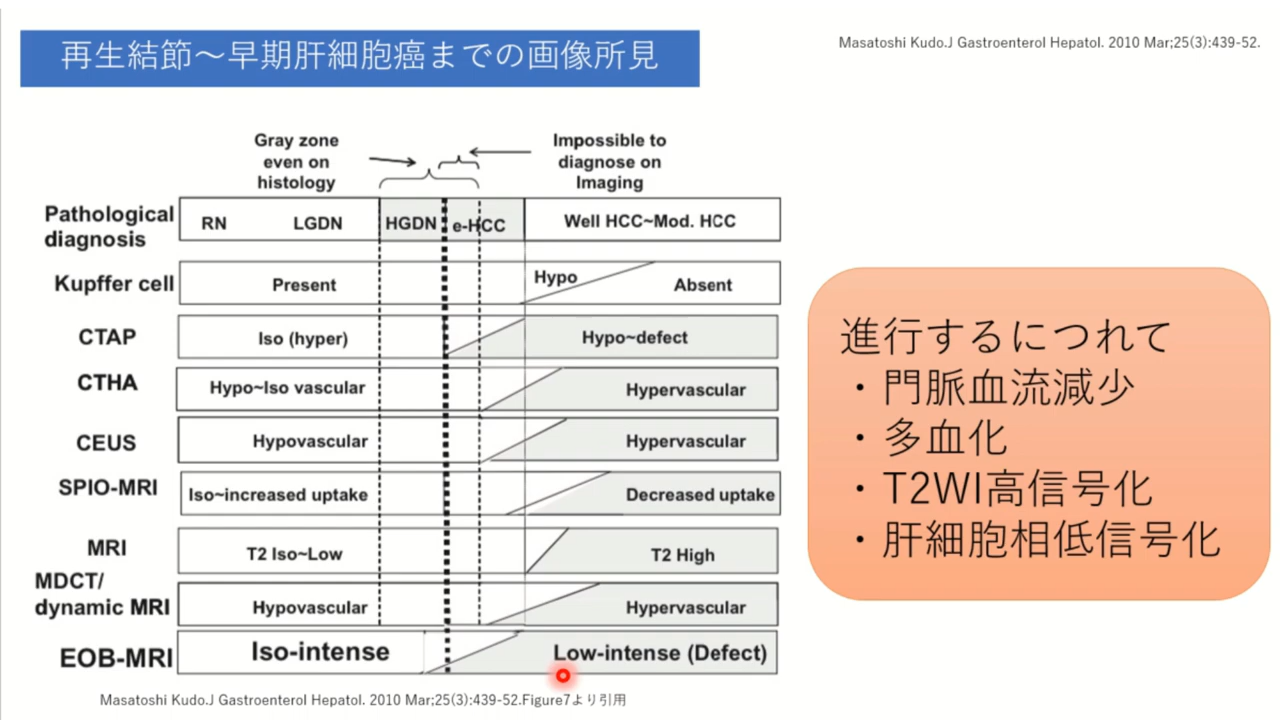 再生結節～早期肝細胞癌までの画像所見
Masatoshi Kudo.J Gastroenterol Hepatol. 2010 Mar;25(3):439-52.
Gray zone
even on
histology
Impossible to
diagnose on
Imaging
Pathological
diagnosis
RN
LGDN
HGDN
e-HCC
Well HCC~Mod. HCC
Kupffer cell
Present
Hypo
Absent
CTAP
Iso (hyper)
Hypo~defect
CTHA
Hypo~Iso vascular
Hypervascular
CEUS
Hypovascular
Hypervascular
SPIO-MRI
Iso~increased uptake
Decreased uptake
MRI
T2 Iso~Low
T2 High
MDCT/
dynamic MRI
Hypovascular
Hypervascular
EOB-MRI
Iso-intense
Low-intense (Defect)
進行するにつれて
・門脈血流減少
・多血化
・T2WI高信号化
・肝細胞相低信号化
Masatoshi Kudo.J Gastroenterol Hepatol. 2010 Mar;25(3):439-52.Figure7より引用